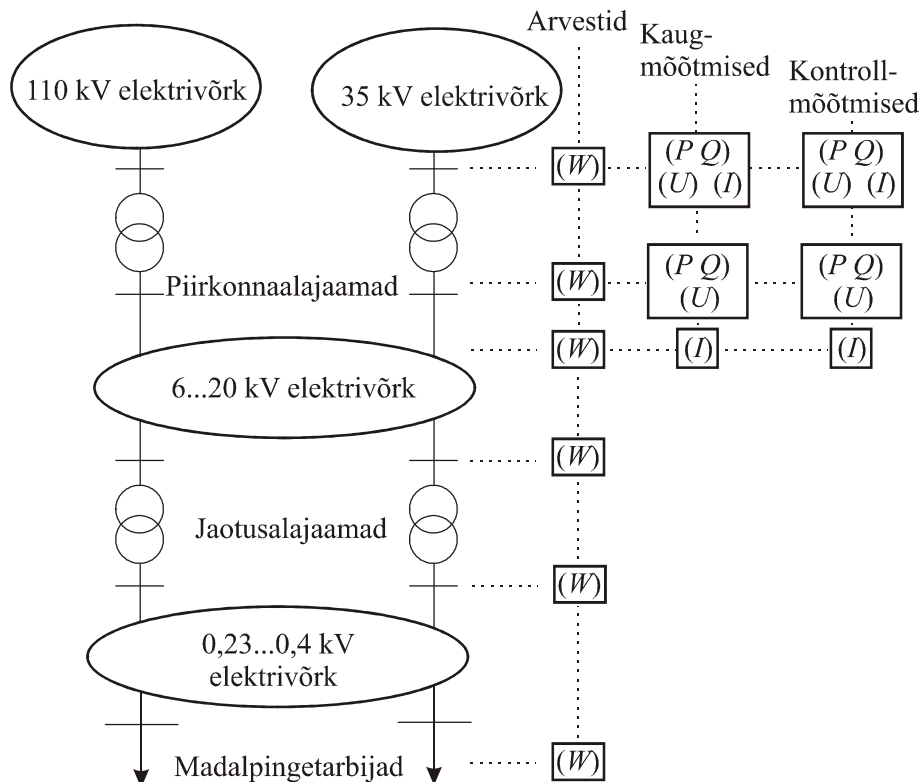 Arvestid
Kaug-
mõõtmised
Kontroll-
mõõtmised
110 kV elektrivõrk
35 kV elektrivõrk
(W)
(P Q)
(U) (I)
(P Q)
(U) (I)
Piirkonnaalajaamad
(W)
(P Q)
(U)
(P Q)
(U)
(W)
(I)
(I)
6...20 kV elektrivõrk
(W)
Jaotusalajaamad
(W)
0,23...0,4 kV
elektrivõrk
Madalpingetarbijad
(W)